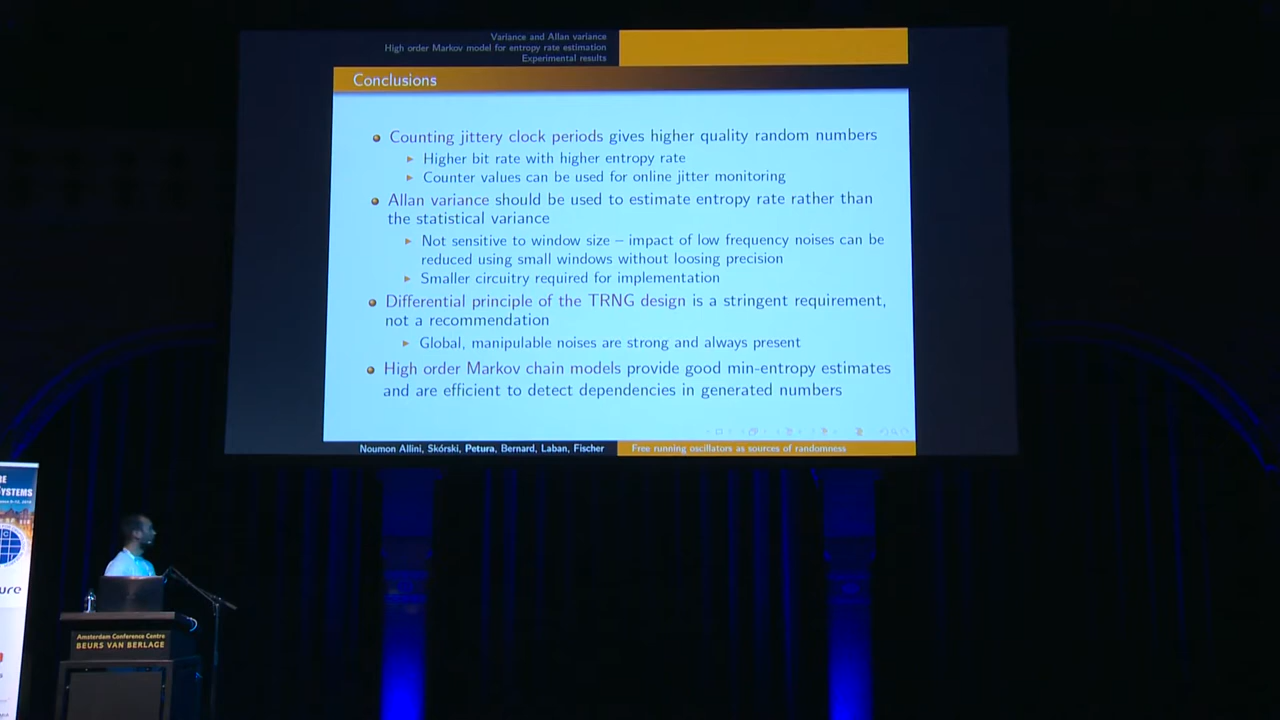 Variance and Allan variance
High order Markov model for entropy rate estimation
Experimental results
Conclusions
Counting jittery clock periods gives higher quality random numbers
Higher bit rate with higher entropy rate
Counter values can be used for online jitter monitoring
Allan variance should be used to estimate entropy rate rather than
the statistical variance
Not sensitive to window size – impact of low frequency noises can be
reduced using small windows without loosing precision
Smaller circuitry required for implementation
Differential principle of the TRNG design is a stringent requirement,
not a recommendation
Global, manipulable noises are strong and always present
High order Markov chain models provide good min-entropy estimates
and are efficient to detect dependencies in generated numbers
Noumon Allini, Skórski, Petura, Bernard, Laban, Fischer
Free running oscillators as sources of randomness
RE
YSTEMS
C
ure
Amsterdam Conference Centre
BEURS VAN BERLAGE